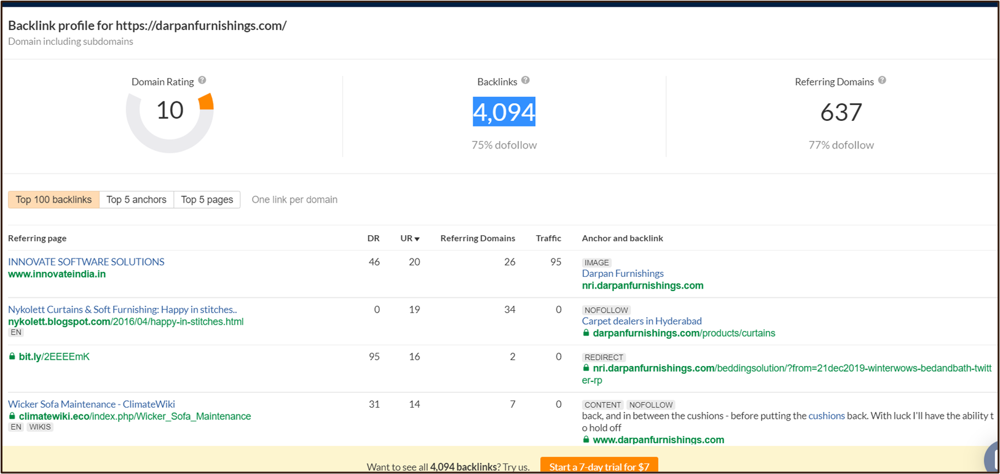 Backlink profile for https://darpanfurnishings.com/
Domain including subdomains
Domain Rating ?
10
Backlinks ?
4,094
75% dofollow
Referring Domains ?
637
77% dofollow
Top 100 backlinks Top 5 anchors Top 5 pages One link per domain
Referring page DR UR Referring Domains Traffic Anchor and backlink
INNOVATE SOFTWARE SOLUTIONS 46 20 26 95 IMAGE
www.innovateindia.in Darpan Furnishings
nri.darpanfurnishings.com
Nykolett Curtains & Soft Furnishing: Happy in stitches.. 0 19 34 0 NOFOLLOW
nykolett.blogspot.com/2016/04/happy-in-stitches.html Carpet dealers in Hyderabad
EN darpanfurnishings.com/products/curtains
bit.ly/2EEEEmK 95 16 2 0 REDIRECT
nri.darpanfurnishings.com/beddingsolution/?from=21dec2019-winterwows-bedandbath-twitt
er-rp
Wicker Sofa Maintenance - ClimateWiki 31 14 7 0 CONTENT NOFOLLOW
climatewiki.eco/index.php/Wicker_Sofa_Maintenance back, and in between the cushions - before putting the cushions back. With luck I'll have the ability t
EN WIKIS o hold off
www.darpanfurnishings.com
Want to see all 4,094 backlinks? Try us. Start a 7-day trial for $7